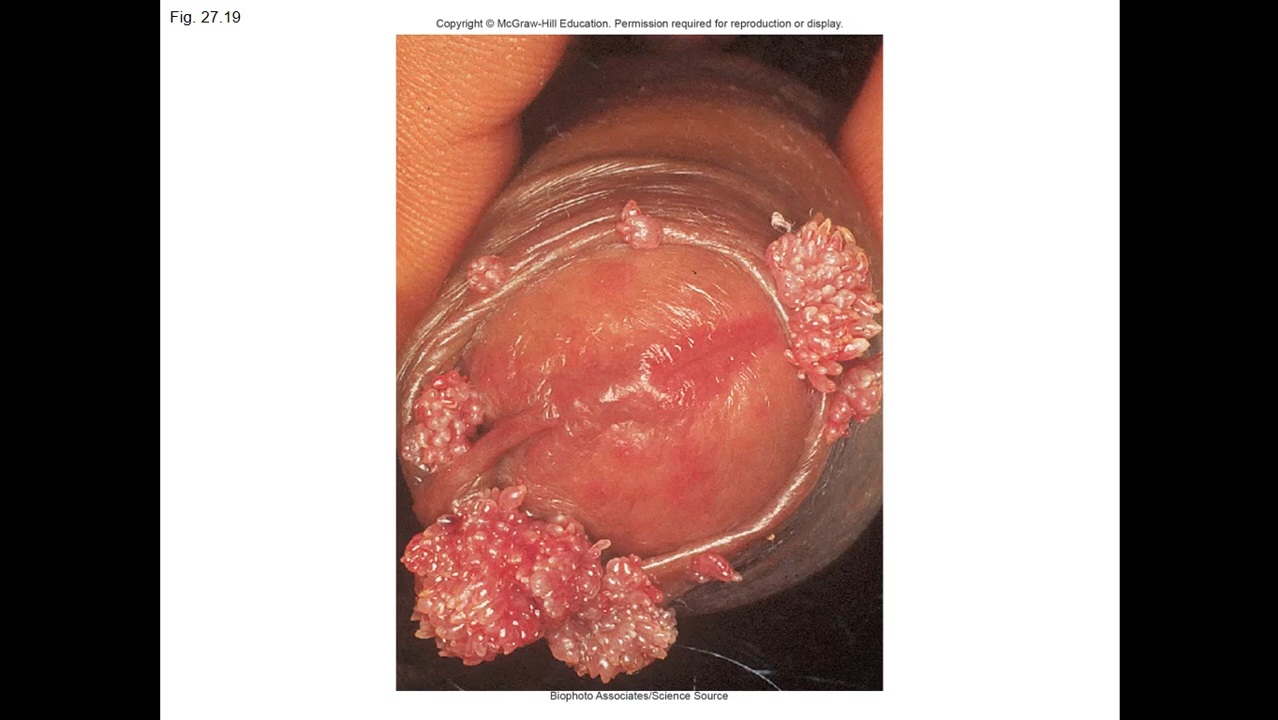 Fig. 27.19
Copyright © McGraw-Hill Education. Permission required for reproduction or display.
Biophoto Associates/Science Source